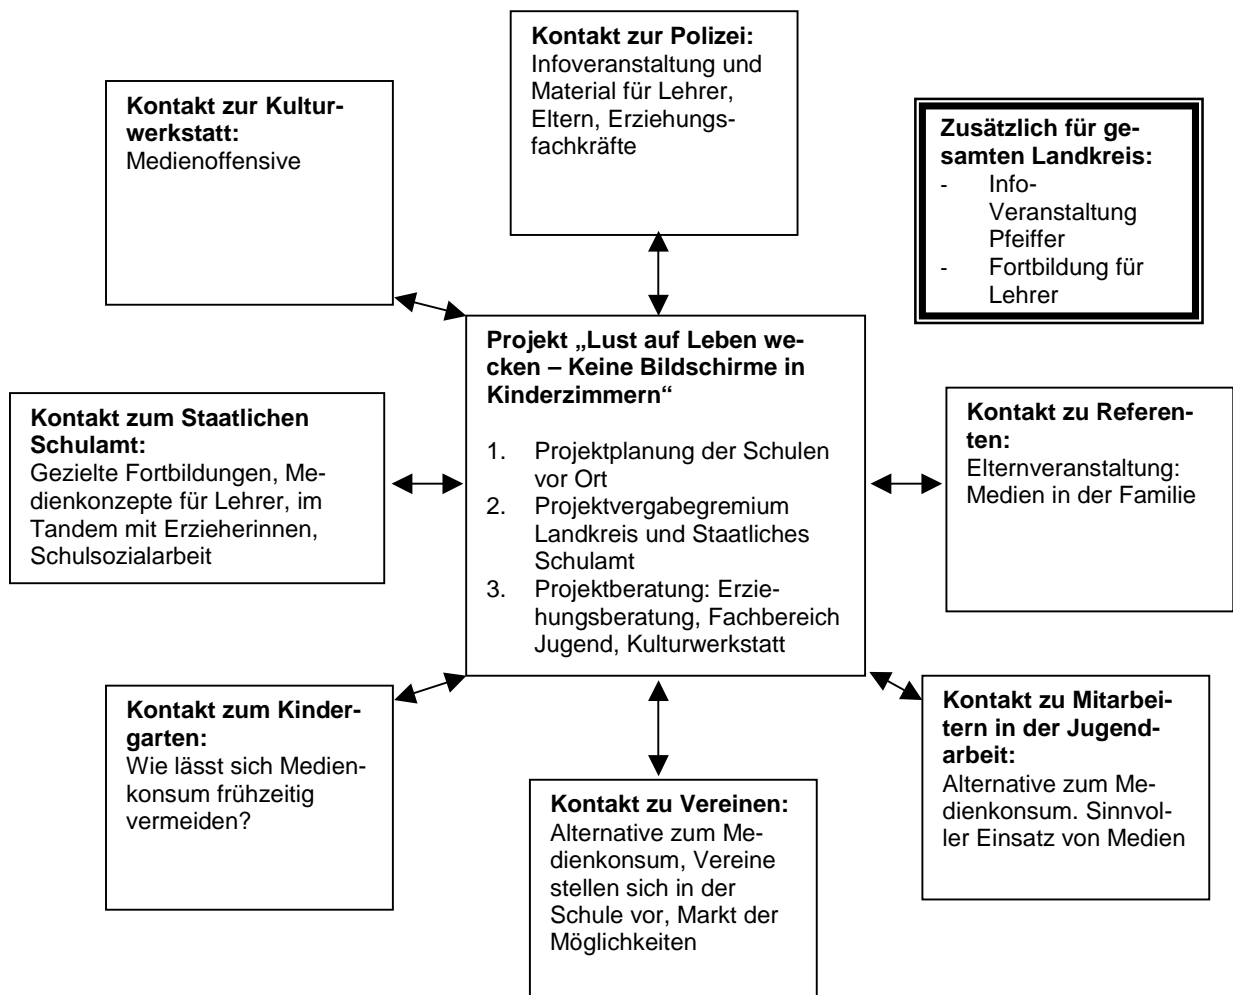 Kontakt zur Polizei:
Infoveranstaltung und
Material für Lehrer,
Eltern, Erziehungs-
fachkräfte
Kontakt zur Kultur-
werkstatt:
Medienoffensive
Zusätzlich für ge-
samten Landkreis:
- Info-
Veranstaltung
Pfeiffer
- Fortbildung für
Lehrer
Projekt „Lust auf Leben we-
cken – Keine Bildschirme in
Kinderzimmern“
1. Projektplanung der Schulen
vor Ort
2. Projektvergabegremium
Landkreis und Staatliches
Schulamt
3. Projektberatung: Erzie-
hungsberatung, Fachbereich
Jugend, Kulturwerkstatt
Kontakt zum Staatlichen
Schulamt:
Gezielte Fortbildungen, Me-
dienkonzepte für Lehrer, im
Tandem mit Erzieherinnen,
Schulsozialarbeit
Kontakt zu Referen-
ten:
Elternveranstaltung:
Medien in der Familie
Kontakt zum Kinder-
garten:
Wie lässt sich Medien-
konsum frühzeitig
vermeiden?
Kontakt zu Vereinen:
Alternative zum Me-
dienkonsum, Vereine
stellen sich in der
Schule vor, Markt der
Möglichkeiten
Kontakt zu Mitarbei-
tern in der Jugend-
arbeit:
Alternative zum Me-
dienkonsum. Sinnvol-
ler Einsatz von Medien